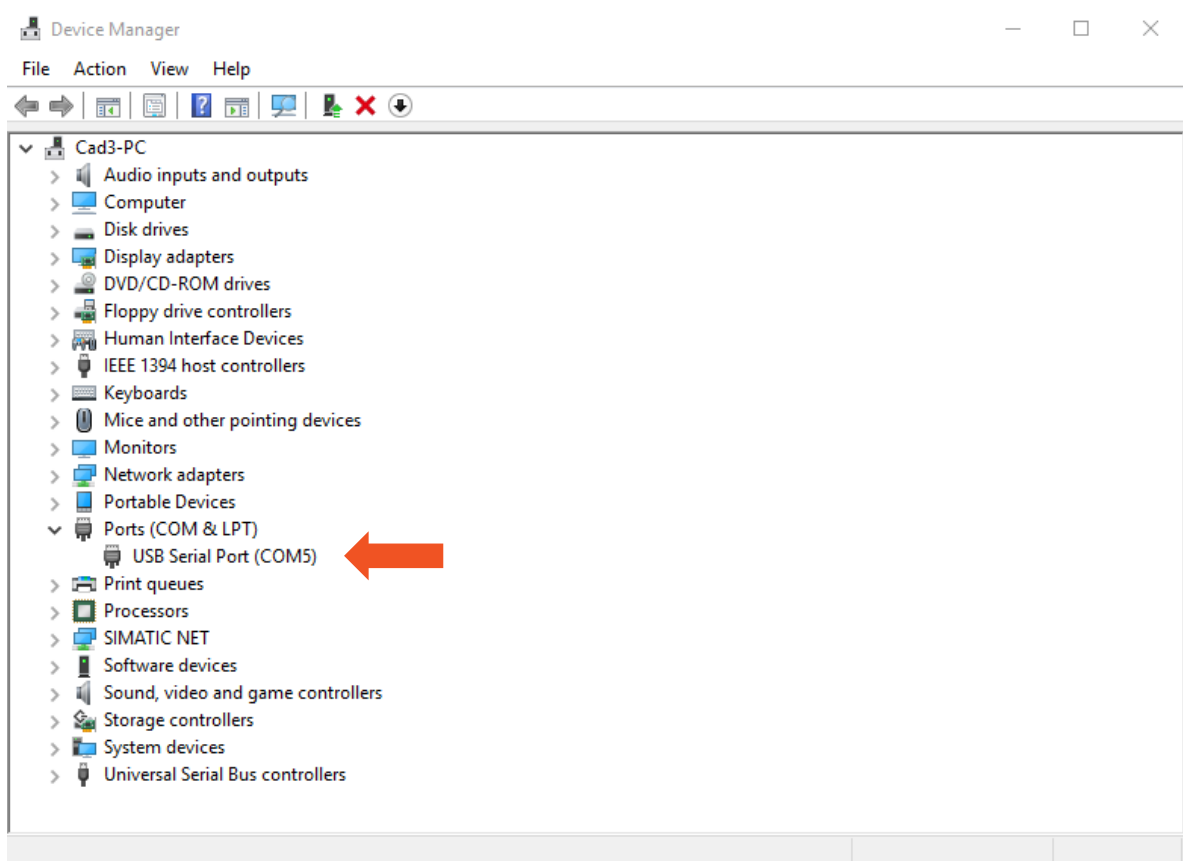 Device Manager
File Action View Help
Cad3-PC
Audio inputs and outputs
Computer
Disk drives
Display adapters
DVD/CD-ROM drives
Floppy drive controllers
Human Interface Devices
IEEE 1394 host controllers
Keyboards
Mice and other pointing devices
Monitors
Network adapters
Portable Devices
Ports (COM & LPT)
USB Serial Port (COM5)
Print queues
Processors
SIMATIC NET
Software devices
Sound, video and game controllers
Storage controllers
System devices
Universal Serial Bus controllers